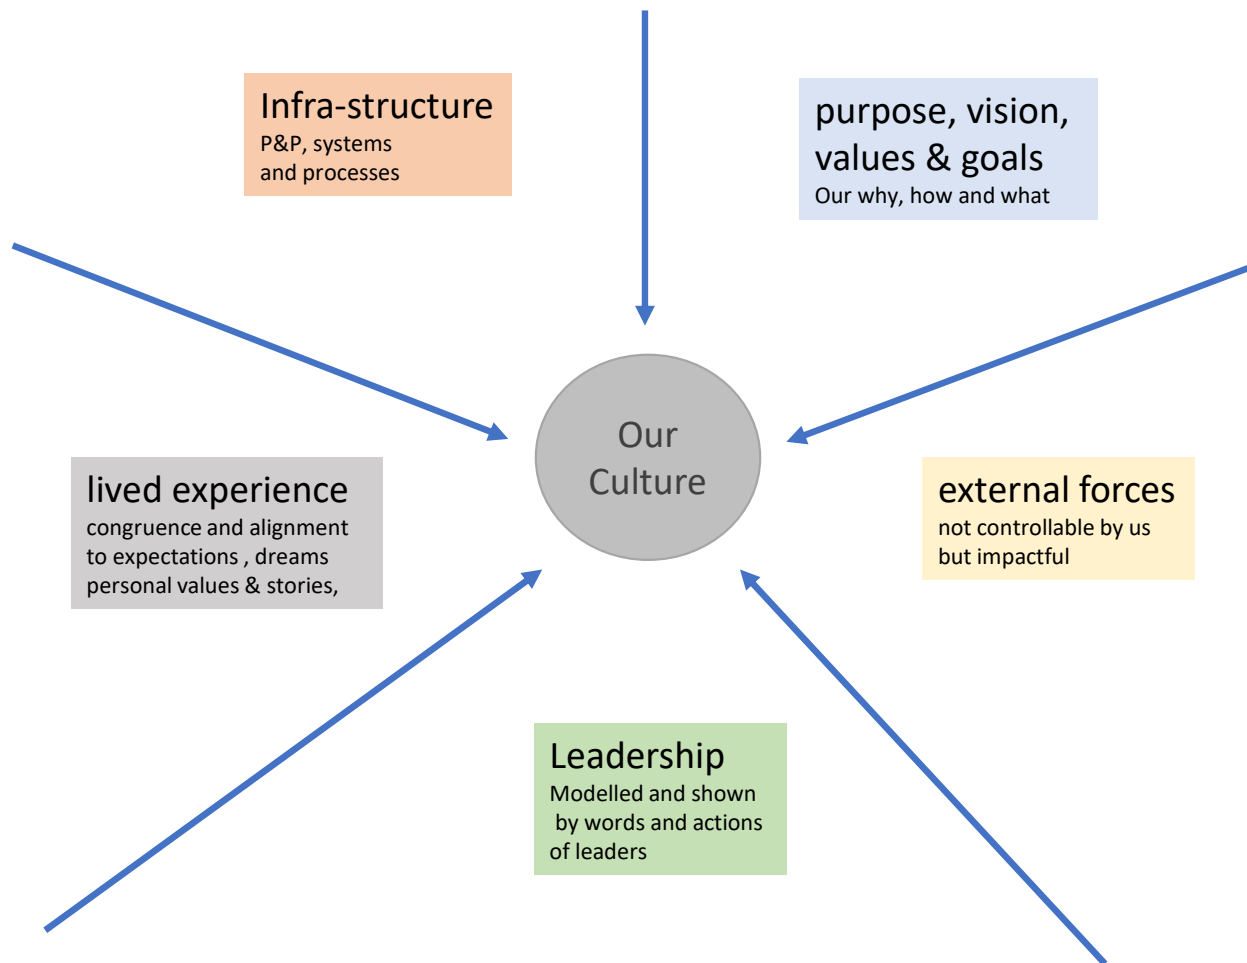 Infra-structure
P&P, systems
and processes
purpose, vision,
values & goals
Our why, how and what
Our
Culture
lived experience
congruence and alignment
to expectations , dreams
personal values & stories,
external forces
not controllable by us
but impactful
Leadership
Modelled and shown
by words and actions
of leaders